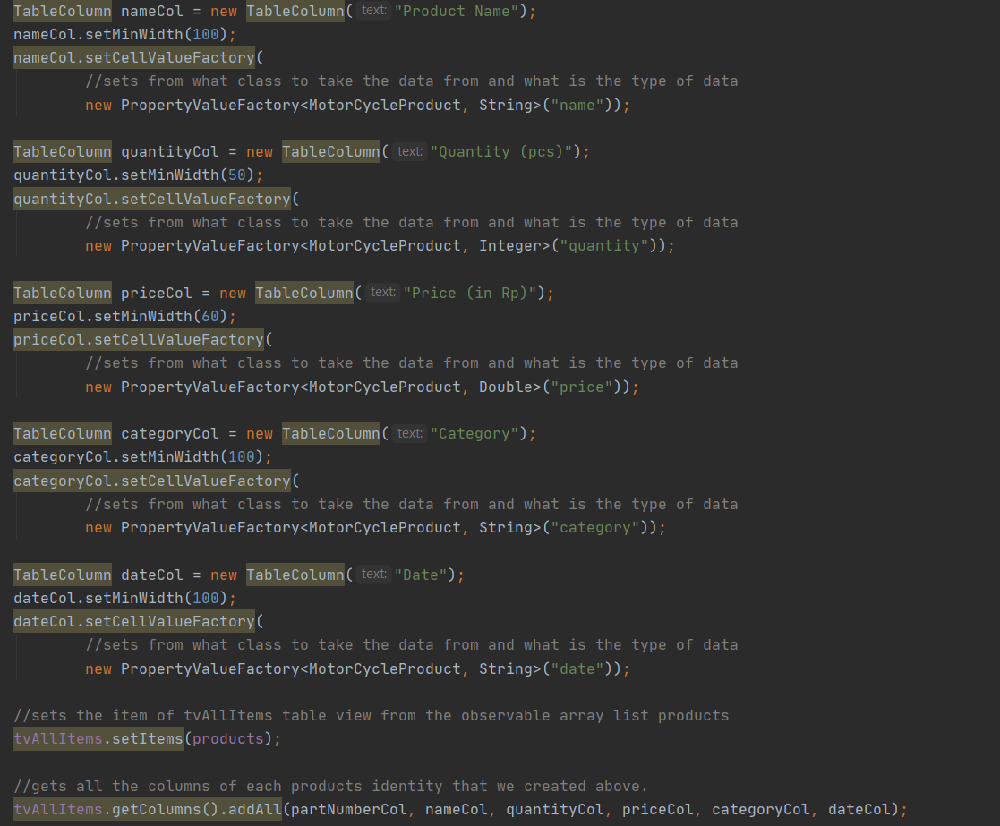 TableColumn nameCol = new TableColumn( text: "Product Name");
nameCol.setMinWidth(100);
nameCol.setCellValueFactory(
//sets from what class to take the data from and what is the type of data
new PropertyValueFactory<MotorCycleProduct, String>("name"));
TableColumn quantityCol = new TableColumn( text: "Quantity (pcs)");
quantityCol.setMinWidth(50);
quantityCol.setCellValueFactory(
//sets from what class to take the data from and what is the type of data
new PropertyValueFactory<MotorCycleProduct, Integer>("quantity"));
TableColumn priceCol = new TableColumn( text: "Price (in Rp)");
priceCol.setMinWidth(60);
priceCol.setCellValueFactory(
//sets from what class to take the data from and what is the type of data
new PropertyValueFactory<MotorCycleProduct, Double>("price"));
TableColumn categoryCol = new TableColumn( text: "Category");
categoryCol.setMinWidth(100);
categoryCol.setCellValueFactory(
//sets from what class to take the data from and what is the type of data
new PropertyValueFactory<MotorCycleProduct, String>("category"));
TableColumn dateCol = new TableColumn( text: "Date");
dateCol.setMinWidth(100);
dateCol.setCellValueFactory(
//sets from what class to take the data from and what is the type of data
new PropertyValueFactory<MotorCycleProduct, String>("date"));
//sets the item of tvAllItems table view from the observable array list products
tvAllItems.setItems(products);
//gets all the columns of each products identity that we created above.
tvAllItems.getColumns().addAll(partNumberCol, nameCol, quantityCol, priceCol, categoryCol, dateCol);